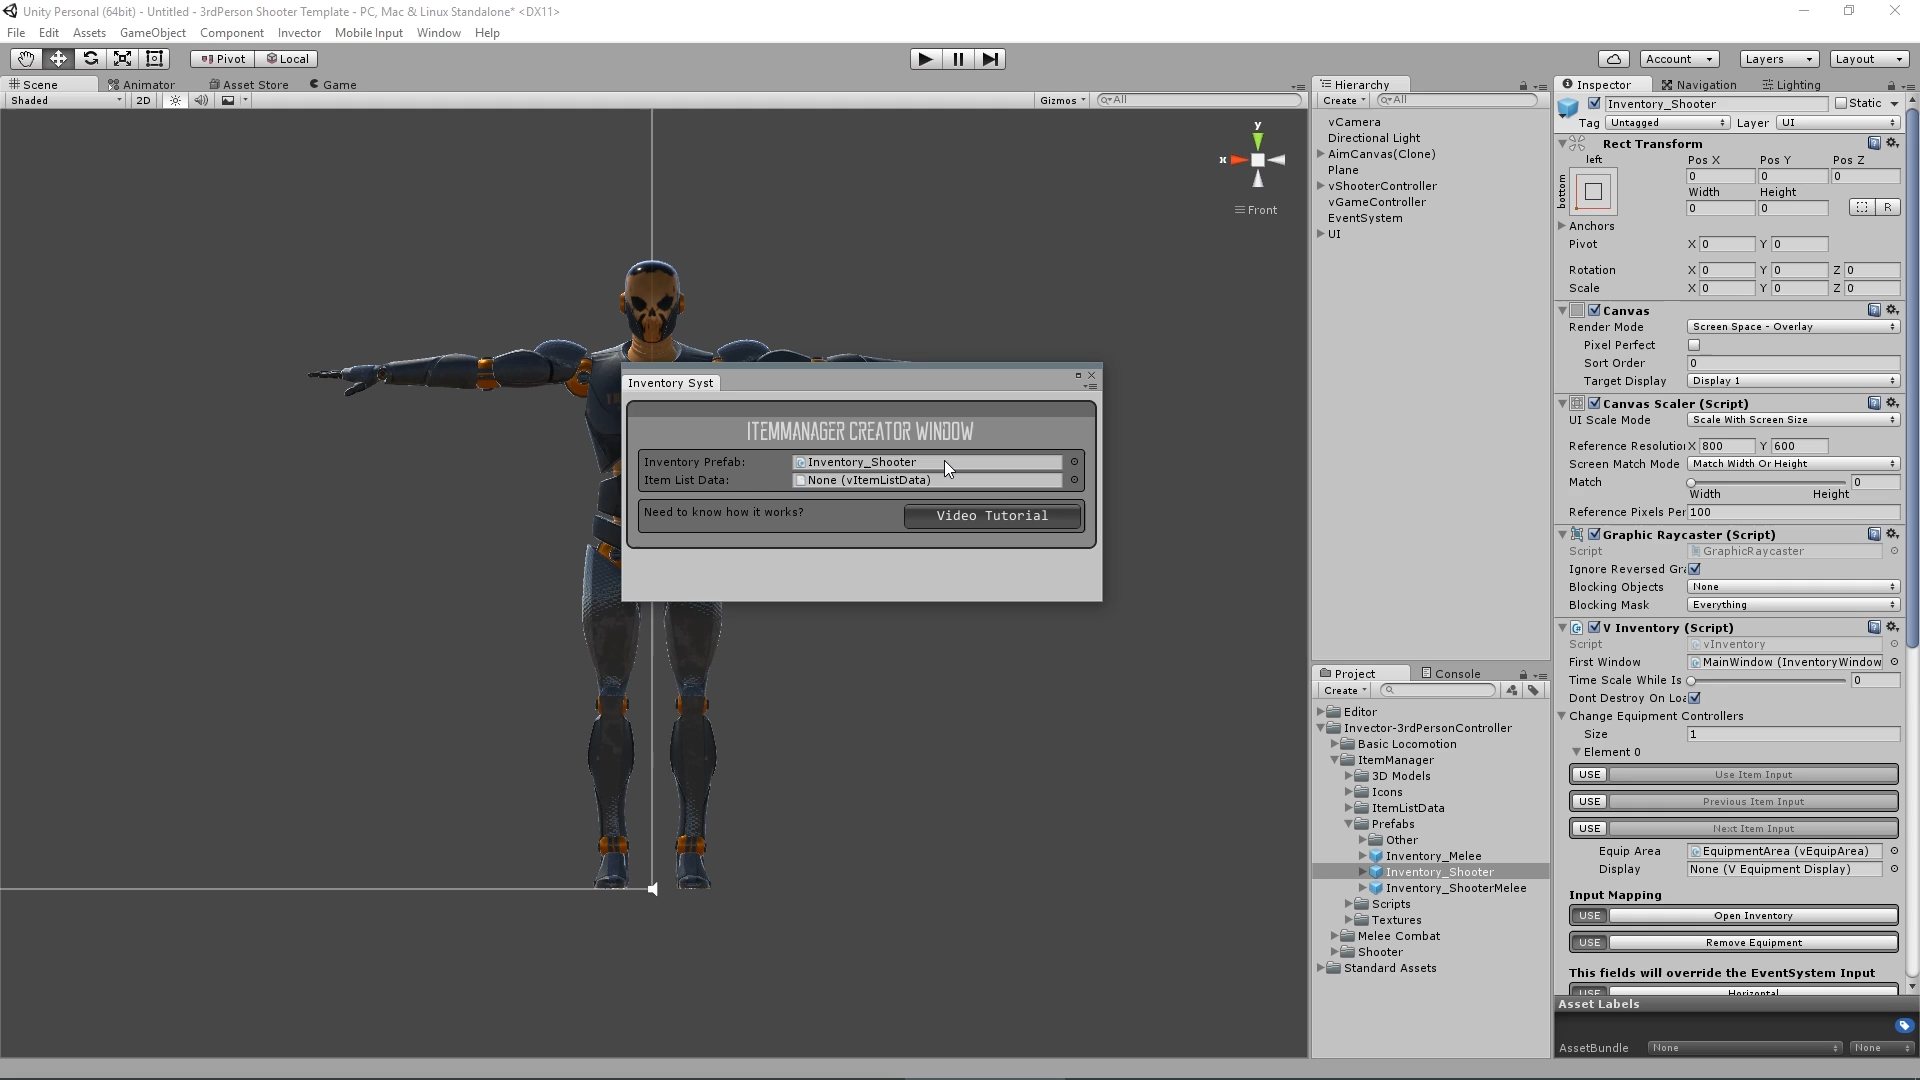 Unity Personal (64bit) - Untitled - 3rdPerson Shooter Template - PC, Mac & Linux Standalone* <DX11>
File Edit Assets GameObject Component Invector Mobile Input Window Help
Pivot Local Account Layers Layout
Scene Animator Asset Store Game
Shaded 2D Gizmos All
y
x
Front
Inventory Syst
ITEMMANAGER CREATOR WINDOW
Inventory Prefab: Inventory_Shooter
Item List Data: None (vItemListData)
Need to know how it works? Video Tutorial
Hierarchy
Create All
vCamera
Directional Light
AimCanvas(Clone)
Plane
vShooterController
vGameController
EventSystem
UI
Project Console
Create
Editor
Invector-3rdPersonController
Basic Locomotion
ItemManager
3D Models
Icons
ItemListData
Prefabs
Other
Inventory_Melee
Inventory_Shooter
Inventory_ShooterMelee
Scripts
Textures
Melee Combat
Shooter
Standard Assets
Inspector Navigation Lighting
Inventory_Shooter Static
Tag Untagged Layer UI
Rect Transform
left Pos X Pos Y Pos Z
bottom 0 0 0
Width Height
0 0 R
Anchors
Pivot X 0 Y 0
Rotation X 0 Y 0 Z 0
Scale X 0 Y 0 Z 0
Canvas
Render Mode Screen Space - Overlay
Pixel Perfect
Sort Order 0
Target Display Display 1
Canvas Scaler (Script)
UI Scale Mode Scale With Screen Size
Reference Resolutio X 800 Y 600
Screen Match Mode Match Width Or Height
Match 0
Width Height
Reference Pixels Per 100
Graphic Raycaster (Script)
Script GraphicRaycaster
Ignore Reversed Gra
Blocking Objects None
Blocking Mask Everything
V Inventory (Script)
Script vInventory
First Window MainWindow (InventoryWindow
Time Scale While Is 0
Dont Destroy On Loa
Change Equipment Controllers
Size 1
Element 0
USE Use Item Input
USE Previous Item Input
USE Next Item Input
Equip Area EquipmentArea (vEquipArea)
Display None (V Equipment Display)
Input Mapping
USE Open Inventory
USE Remove Equipment
This fields will override the EventSystem Input
USE Horizontal
Asset Labels
AssetBundle None None